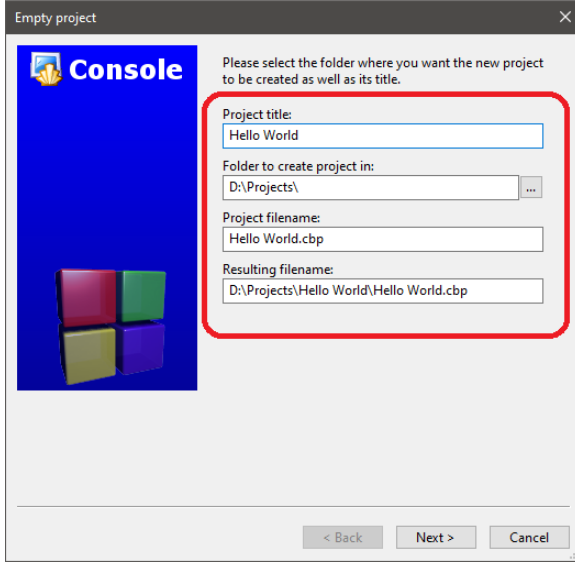 Empty project
Console
Please select the folder where you want the new project
to be created as well as its title.
Project title:
Hello World
Folder to create project in:
D:\Projects\
...
Project filename:
Hello World.cbp
Resulting filename:
D:\Projects\Hello World\Hello World.cbp
< Back
Next >
Cancel